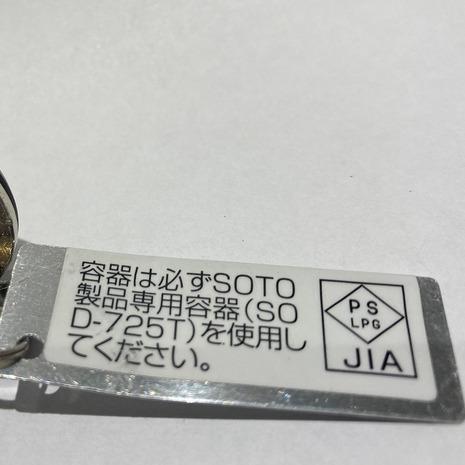 容器は必ずSOTO
製品専用容器(SO
D-725T)を使用し
てください。
PS
LPG
JIA